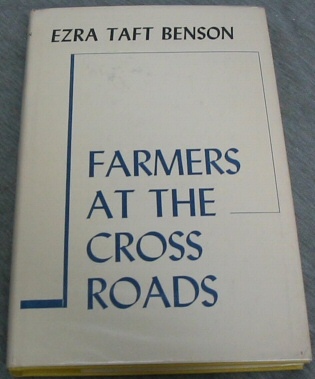 EZRA TAFT BENSON
FARMERS
AT THE
CROSS
ROADS